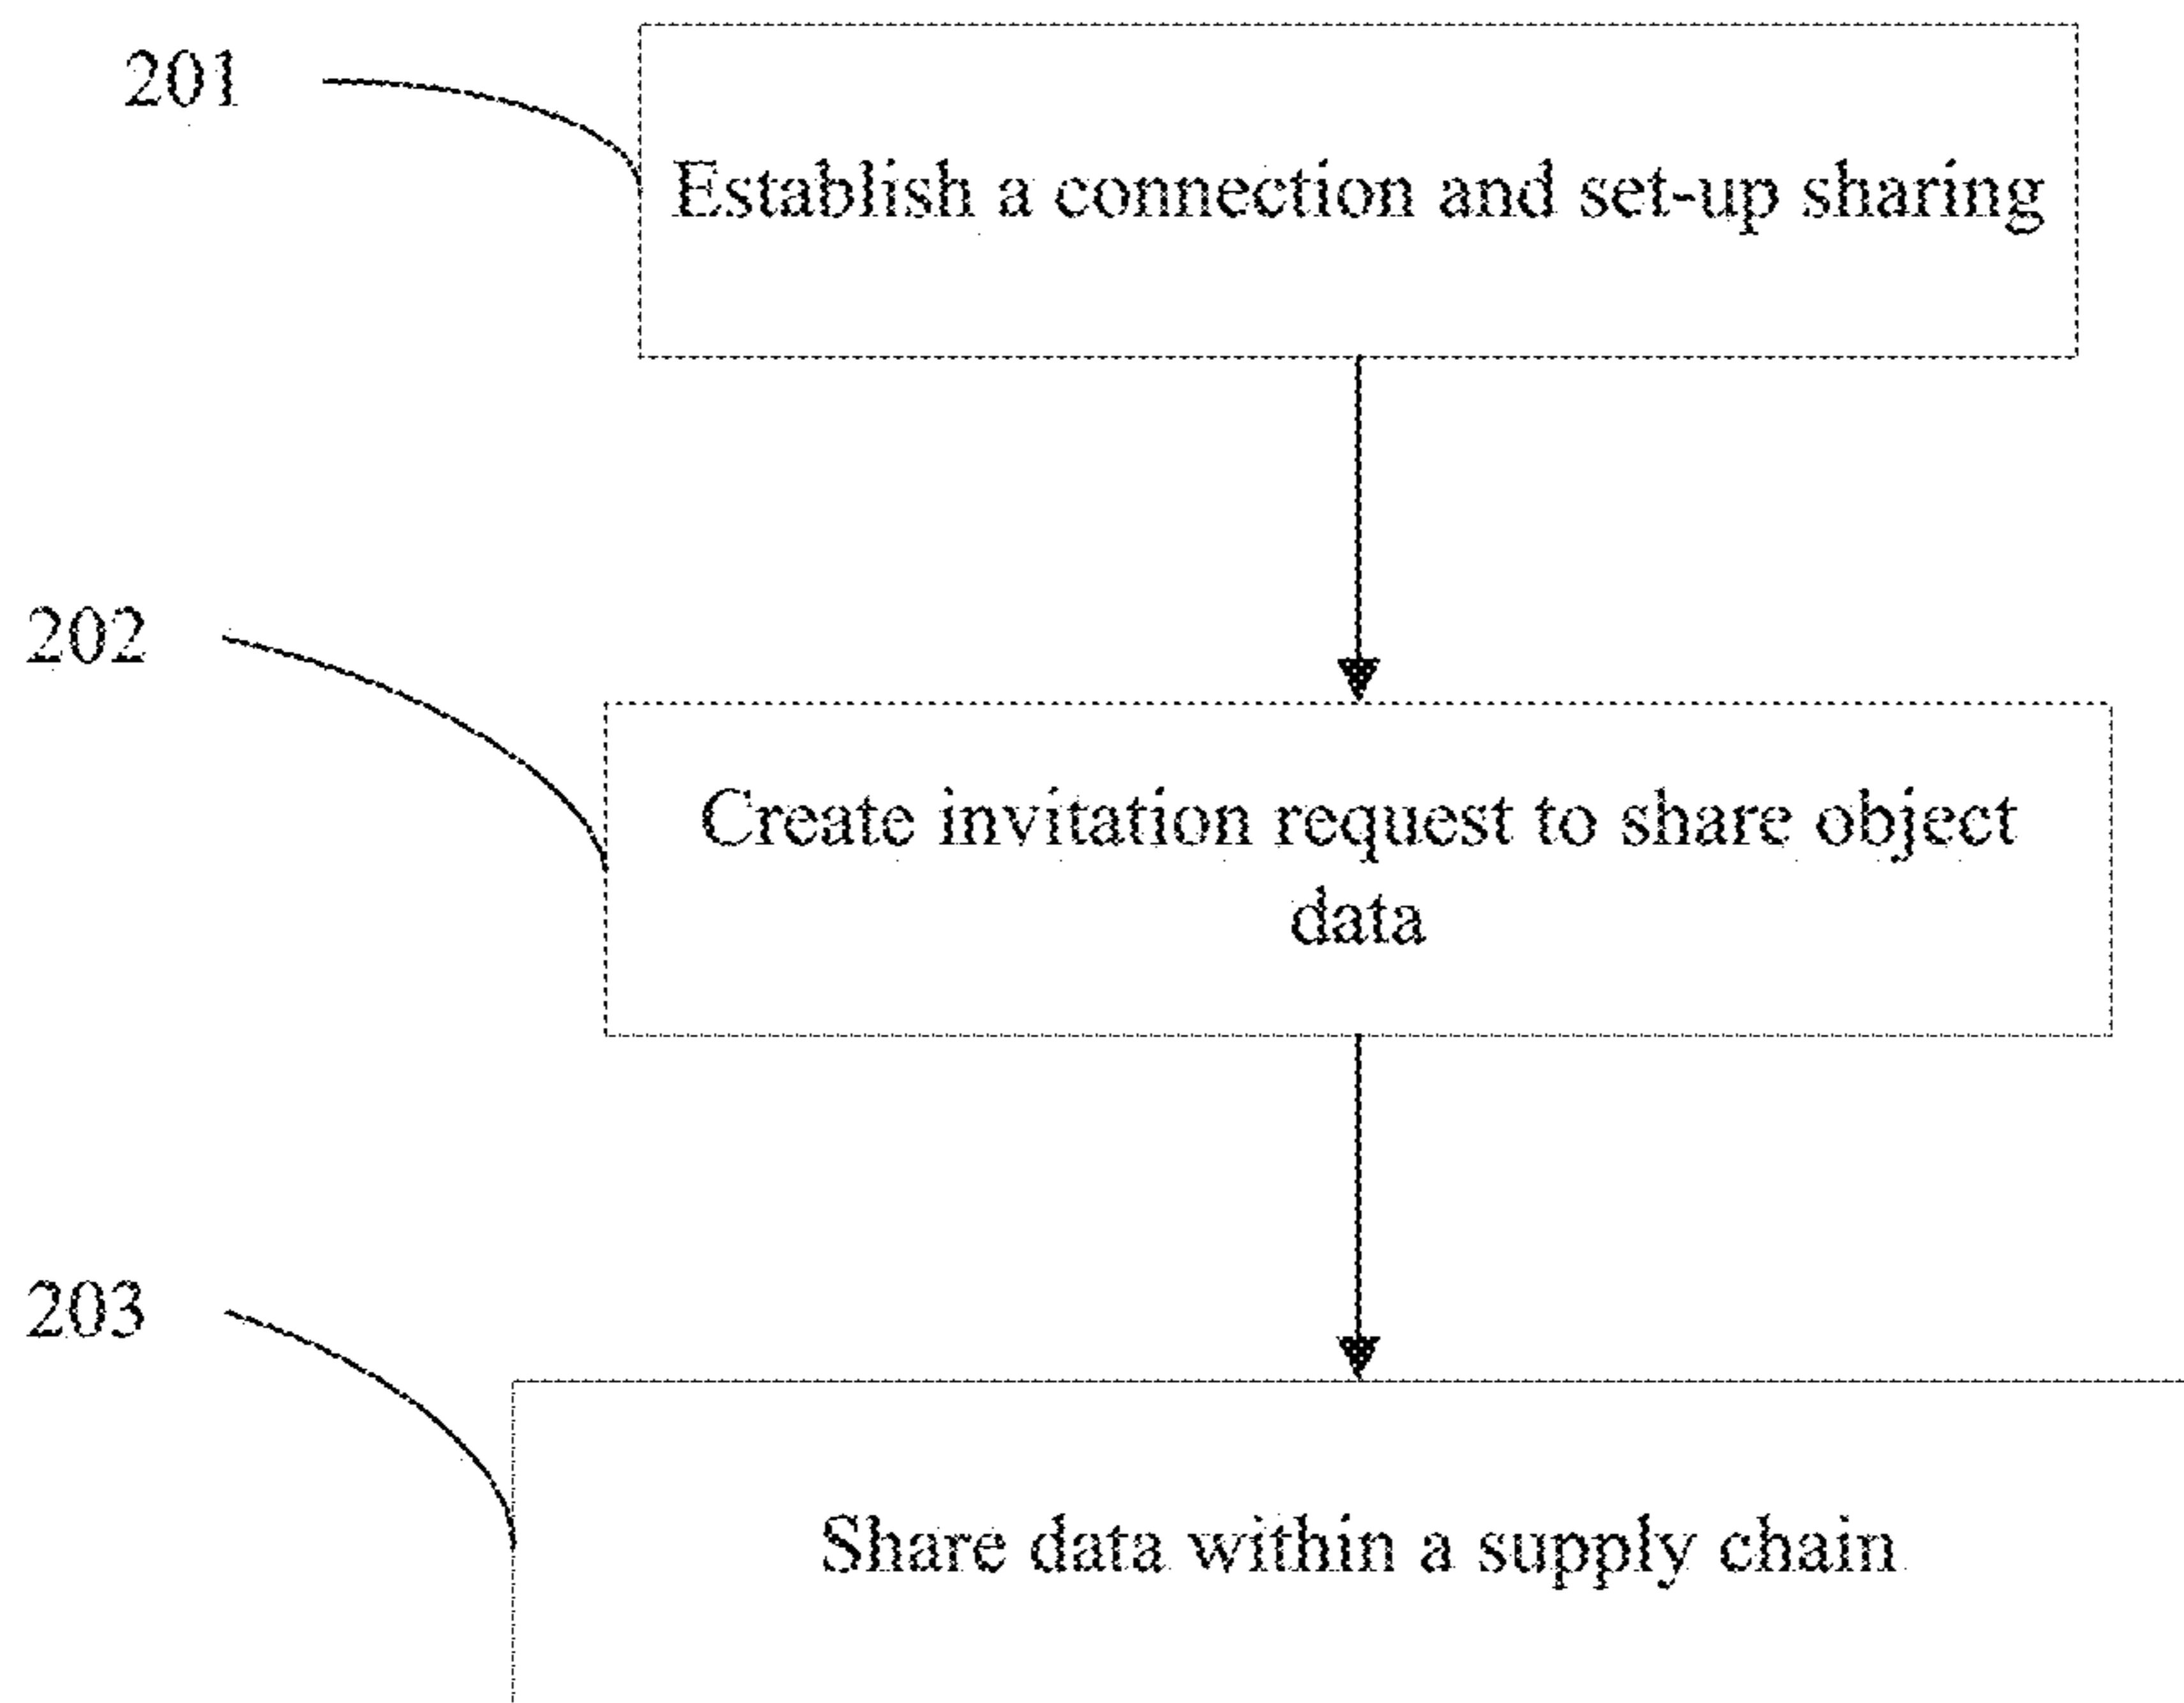 201
Establish a connection and set-up sharing
202
Create invitation request to share object
data
203
Share data within a supply chain